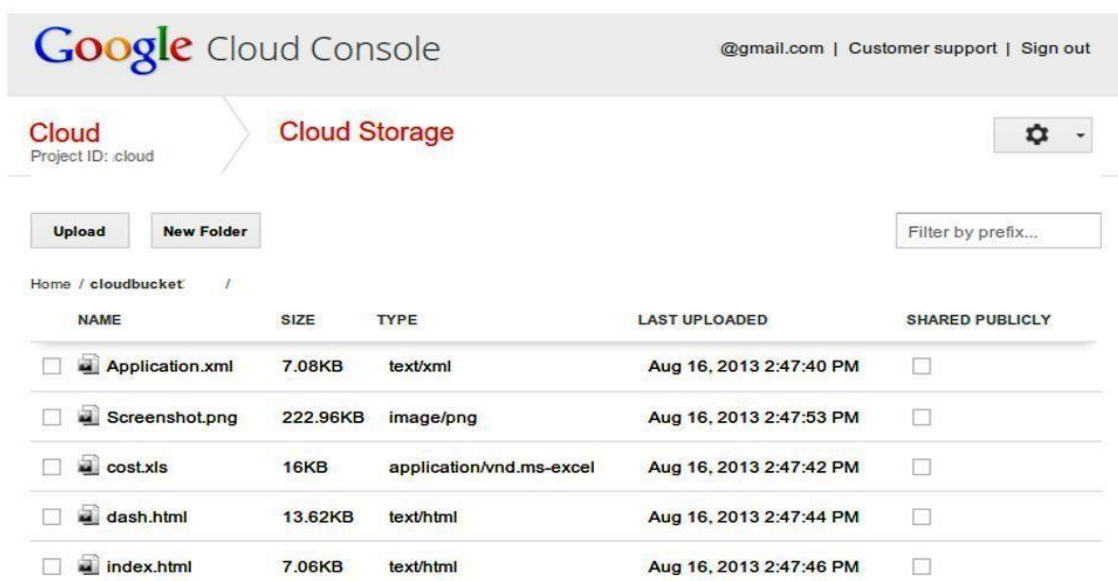 Google Cloud Console @gmail.com | Customer support | Sign out
Cloud Cloud Storage
Project ID: cloud
Upload New Folder Filter by prefix...
Home / cloudbucket /
NAME SIZE TYPE LAST UPLOADED SHARED PUBLICLY
Application.xml 7.08KB text/xml Aug 16, 2013 2:47:40 PM
Screenshot.png 222.96KB image/png Aug 16, 2013 2:47:53 PM
cost.xls 16KB application/vnd.ms-excel Aug 16, 2013 2:47:42 PM
dash.html 13.62KB text/html Aug 16, 2013 2:47:44 PM
index.html 7.06KB text/html Aug 16, 2013 2:47:46 PM